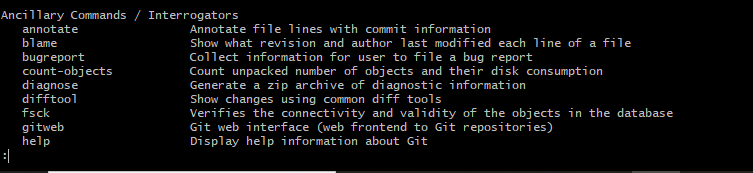 Ancillary Commands / Interrogators
annotate Annotate file lines with commit information
blame Show what revision and author last modified each line of a file
bugreport Collect information for user to file a bug report
count-objects Count unpacked number of objects and their disk consumption
diagnose Generate a zip archive of diagnostic information
difftool Show changes using common diff tools
fsck Verifies the connectivity and validity of the objects in the database
gitweb Git web interface (web frontend to Git repositories)
help Display help information about Git
: